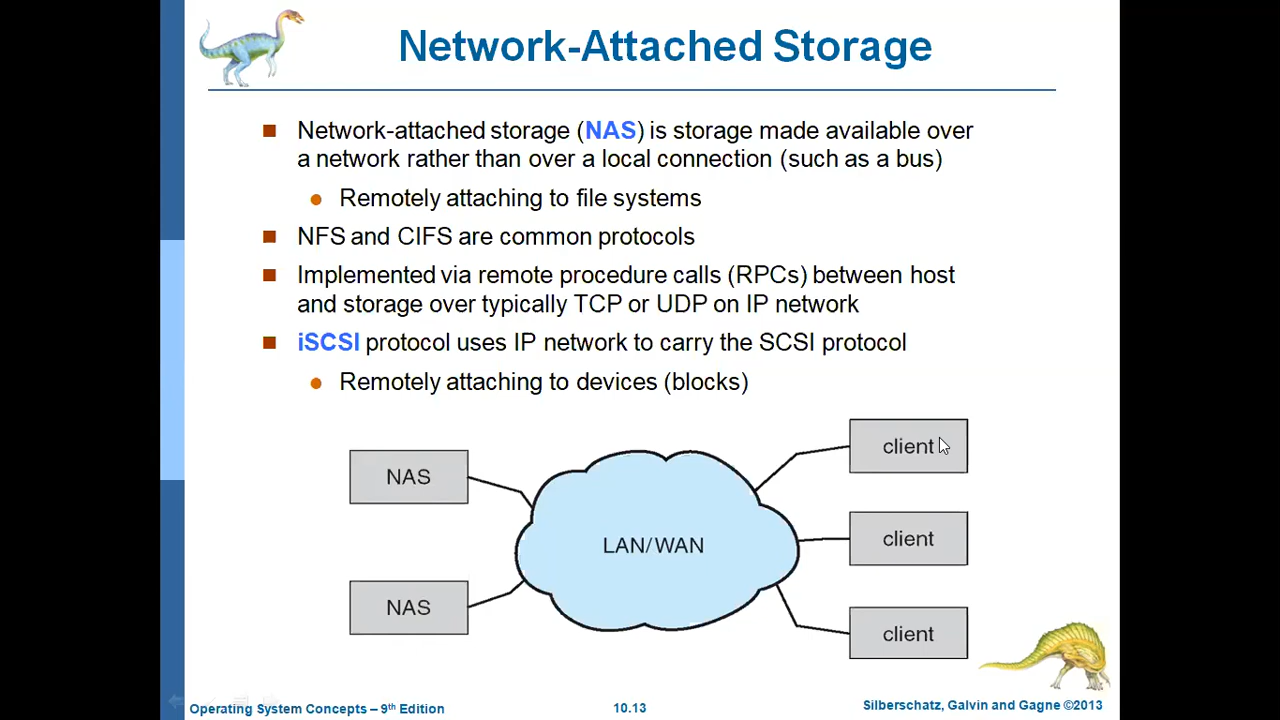 Network-Attached Storage
Network-attached storage (NAS) is storage made available over
a network rather than over a local connection (such as a bus)
Remotely attaching to file systems
NFS and CIFS are common protocols
Implemented via remote procedure calls (RPCs) between host
and storage over typically TCP or UDP on IP network
iSCSI protocol uses IP network to carry the SCSI protocol
Remotely attaching to devices (blocks)
NAS
NAS
LAN/WAN
client
client
client
Operating System Concepts – 9th Edition
10.13
Silberschatz, Galvin and Gagne ©2013